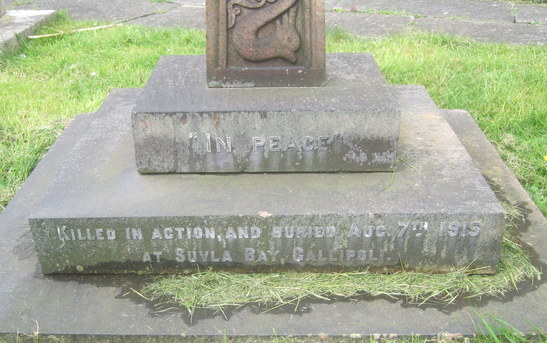 "IN PEACE"
KILLED IN ACTION, AND BURIED AUG. 7TH 1915
AT SUVLA BAY, GALLIPOLI.